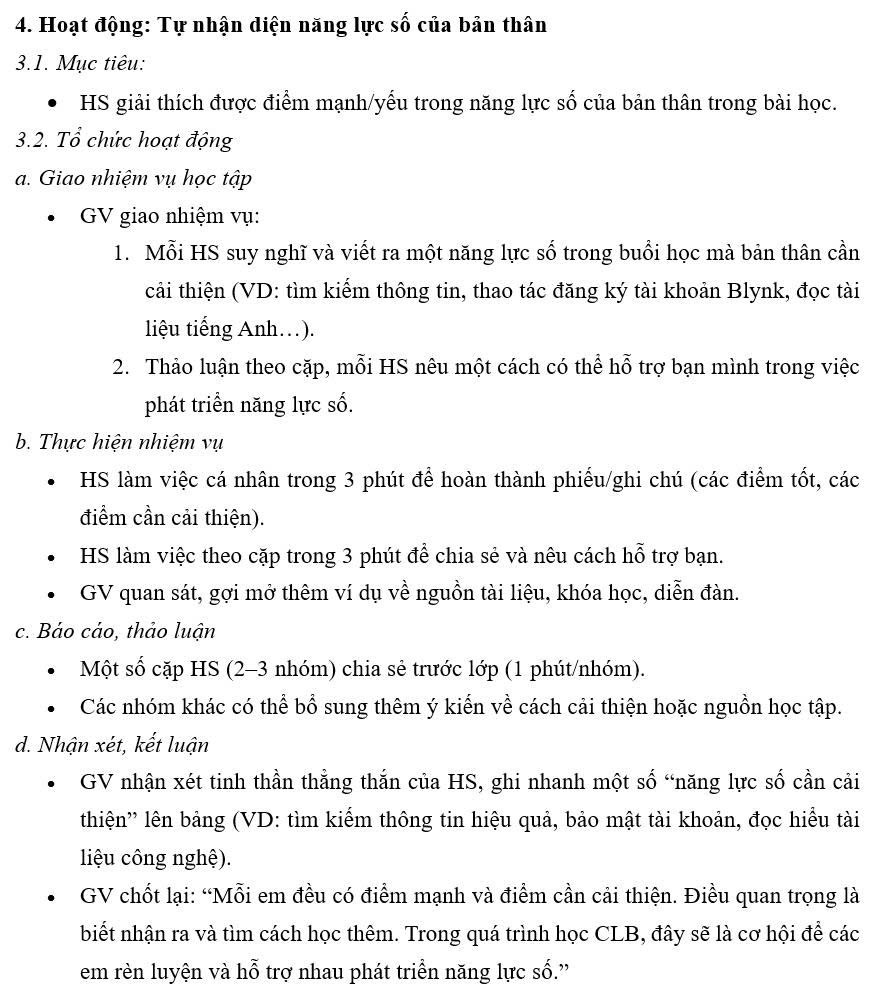 4. Hoạt động: Tự nhận diện năng lực số của bản thân
3.1. Mục tiêu:
• HS giải thích được điểm mạnh/yếu trong năng lực số của bản thân trong bài học.
3.2. Tổ chức hoạt động
a. Giao nhiệm vụ học tập
• GV giao nhiệm vụ:
1. Mỗi HS suy nghĩ và viết ra một năng lực số trong buổi học mà bản thân cần
cải thiện (VD: tìm kiếm thông tin, thao tác đăng ký tài khoản Blynk, đọc tài
liệu tiếng Anh…).
2. Thảo luận theo cặp, mỗi HS nêu một cách có thể hỗ trợ bạn mình trong việc
phát triển năng lực số.
b. Thực hiện nhiệm vụ
• HS làm việc cá nhân trong 3 phút để hoàn thành phiếu/ghi chú (các điểm tốt, các
điểm cần cải thiện).
• HS làm việc theo cặp trong 3 phút để chia sẻ và nêu cách hỗ trợ bạn.
• GV quan sát, gợi mở thêm ví dụ về nguồn tài liệu, khóa học, diễn đàn.
c. Báo cáo, thảo luận
• Một số cặp HS (2–3 nhóm) chia sẻ trước lớp (1 phút/nhóm).
• Các nhóm khác có thể bổ sung thêm ý kiến về cách cải thiện hoặc nguồn học tập.
d. Nhận xét, kết luận
• GV nhận xét tinh thần thẳng thắn của HS, ghi nhanh một số “năng lực số cần cải
thiện” lên bảng (VD: tìm kiếm thông tin hiệu quả, bảo mật tài khoản, đọc hiểu tài
liệu công nghệ).
• GV chốt lại: “Mỗi em đều có điểm mạnh và điểm cần cải thiện. Điều quan trọng là
biết nhận ra và tìm cách học thêm. Trong quá trình học CLB, đây sẽ là cơ hội để các
em rèn luyện và hỗ trợ nhau phát triển năng lực số.”